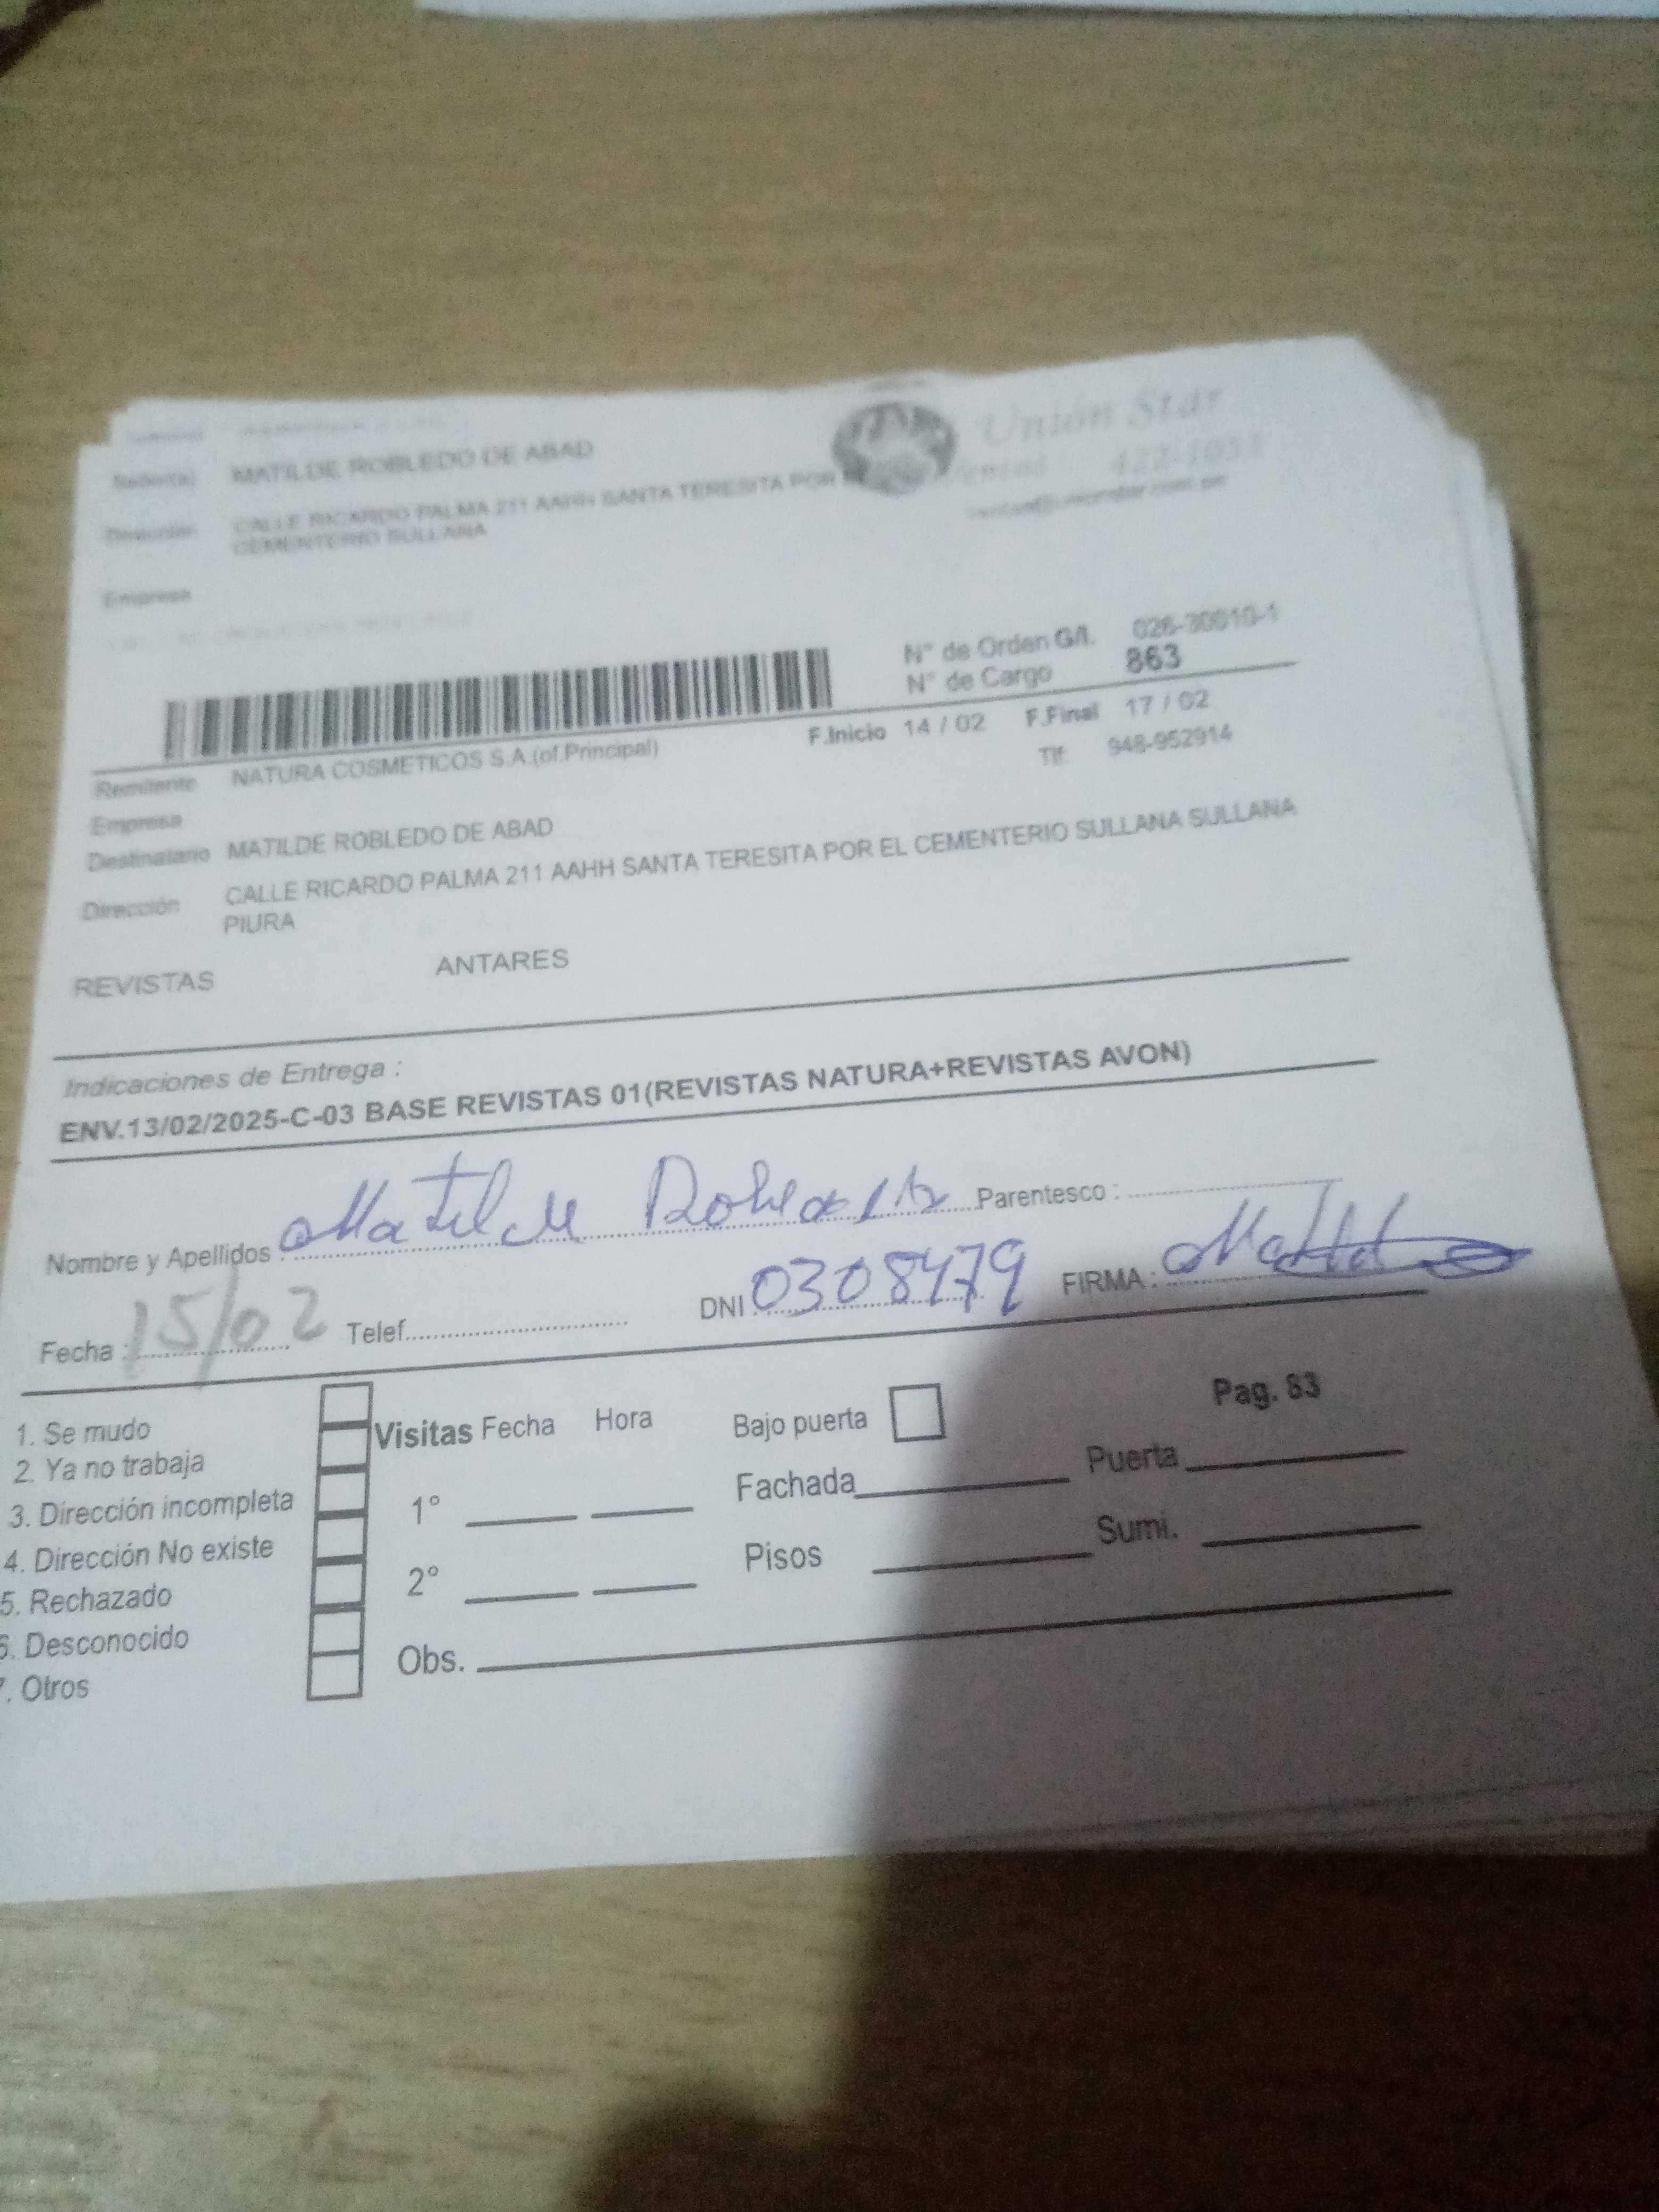 Señor(a) MATILDE ROBLEDO DE ABAD
Unión Star
422-1053
Dirección CALLE RICARDO PALMA 211 AAHH SANTA TERESITA POR
CEMENTERIO SULLANA
Empresa
N° de Orden G/I. 026-30010-1
N° de Cargo 863
F.Inicio 14 / 02 F.Final 17 / 02
Remitente NATURA COSMETICOS S.A.(of.Principal) Tlf: 948-952914
Empresa
Destinatario MATILDE ROBLEDO DE ABAD
Dirección CALLE RICARDO PALMA 211 AAHH SANTA TERESITA POR EL CEMENTERIO SULLANA SULLANA
PIURA
REVISTAS ANTARES
Indicaciones de Entrega :
ENV.13/02/2025-C-03 BASE REVISTAS 01(REVISTAS NATURA+REVISTAS AVON)
Nombre y Apellidos : Matilde Parentesco :
Fecha : 15/02 Telef. DNI 0308479 FIRMA :
1. Se mudo
2. Ya no trabaja
3. Dirección incompleta
4. Dirección No existe
5. Rechazado
6. Desconocido
7. Otros
Visitas Fecha Hora
1°
2°
Obs.
Bajo puerta
Fachada Puerta
Pisos Sumi.
Pag. 83